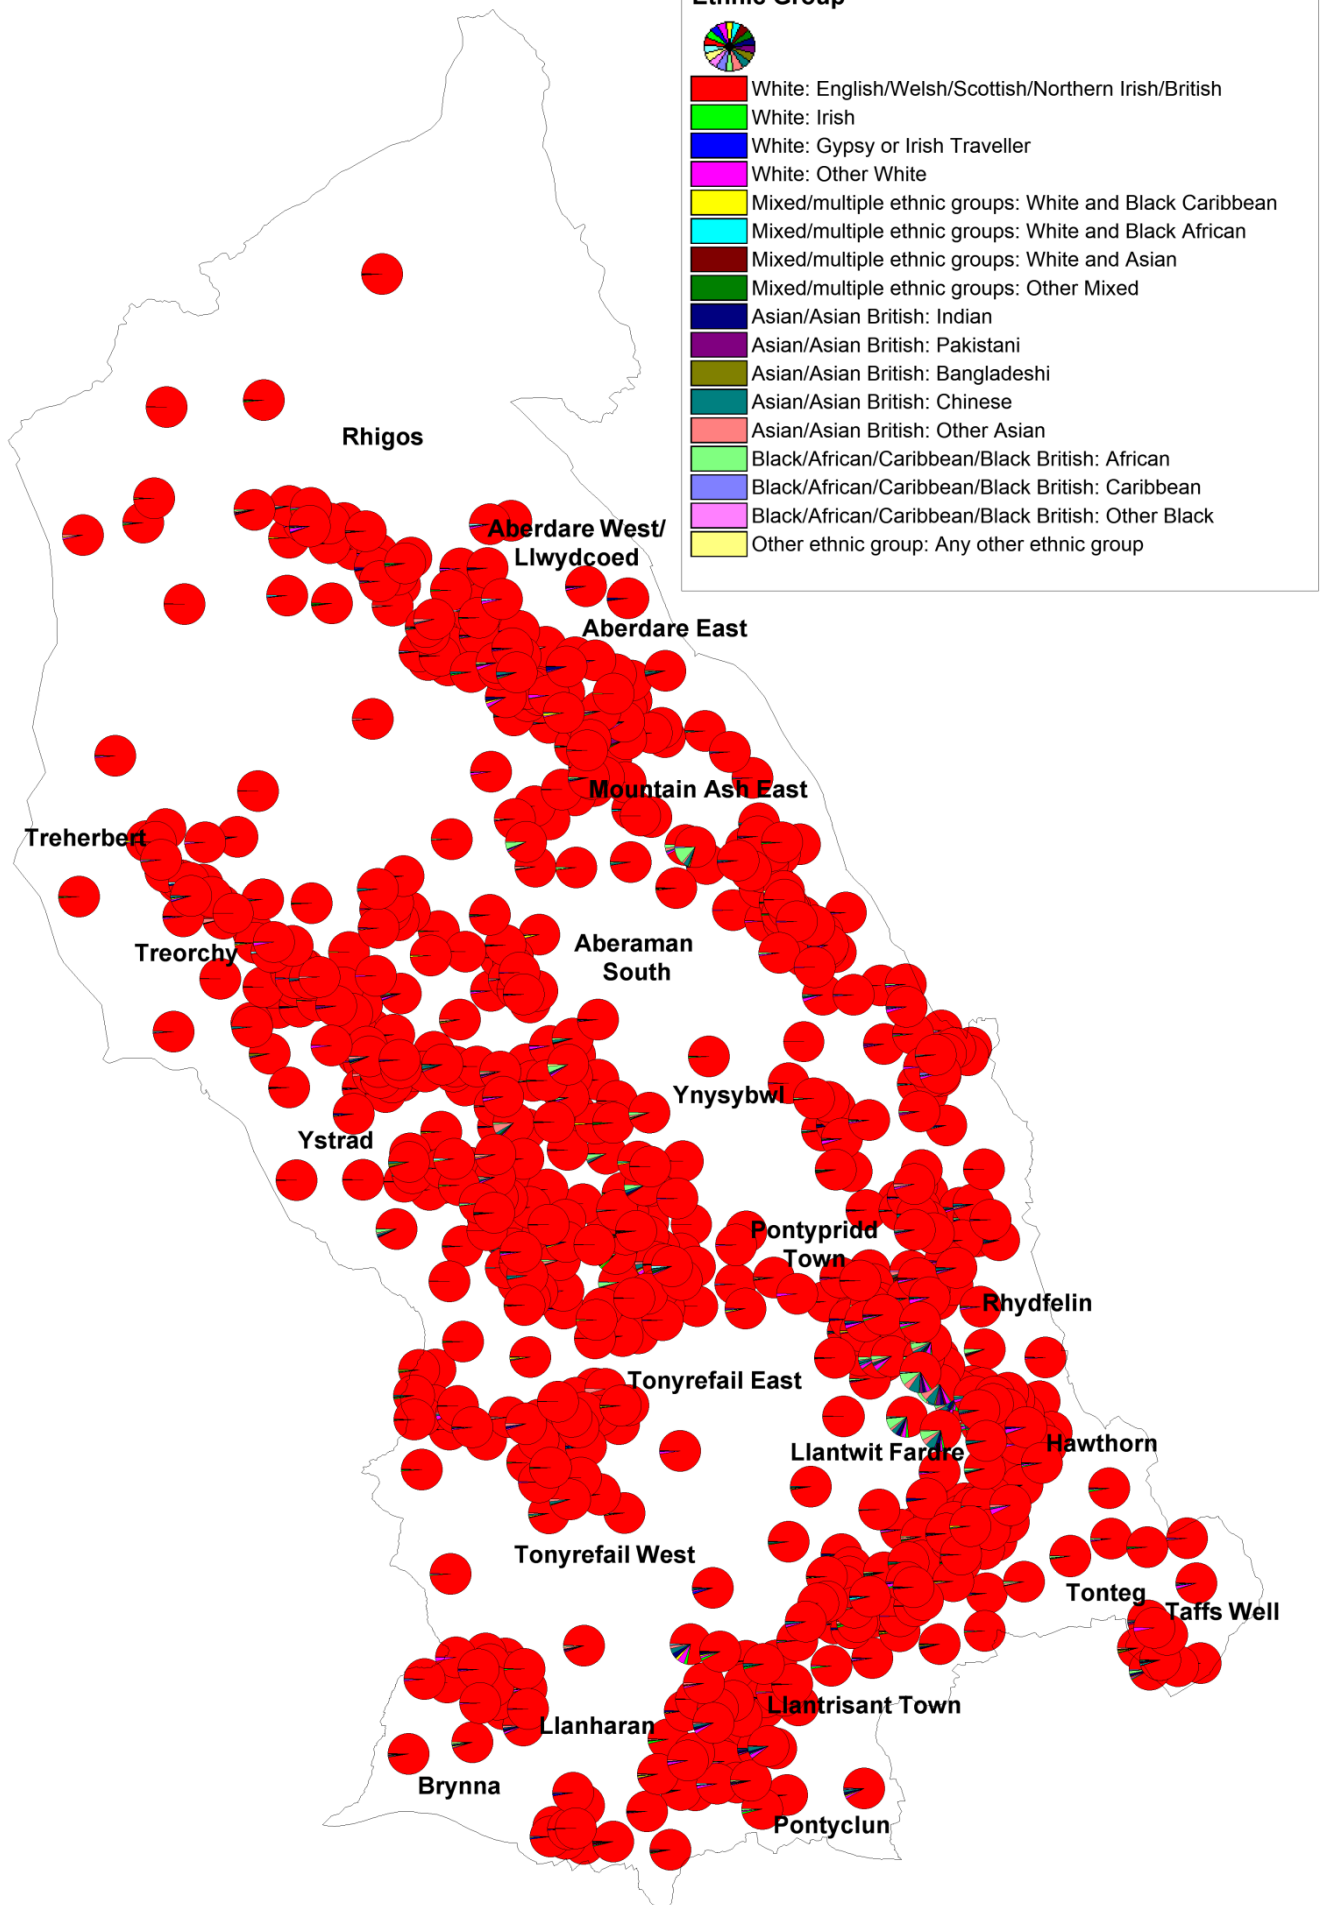 Ethnic Group
White: English/Welsh/Scottish/Northern Irish/British
White: Irish
White: Gypsy or Irish Traveller
White: Other White
Mixed/multiple ethnic groups: White and Black Caribbean
Mixed/multiple ethnic groups: White and Black African
Mixed/multiple ethnic groups: White and Asian
Mixed/multiple ethnic groups: Other Mixed
Asian/Asian British: Indian
Asian/Asian British: Pakistani
Asian/Asian British: Bangladeshi
Asian/Asian British: Chinese
Asian/Asian British: Other Asian
Black/African/Caribbean/Black British: African
Black/African/Caribbean/Black British: Caribbean
Black/African/Caribbean/Black British: Other Black
Other ethnic group: Any other ethnic group
Rhigos
Aberdare West/
Llwydcoed
Aberdare East
Mountain Ash East
Treherbert
Treorchy
Aberaman
South
Ynysybwl
Ystrad
Pontypridd
Town
Rhydfelin
Tonyrefail East
Llantwit Fardre
Hawthorn
Tonyrefail West
Tonteg
Taffs Well
Llantrisant Town
Llanharan
Brynna
Pontyclun